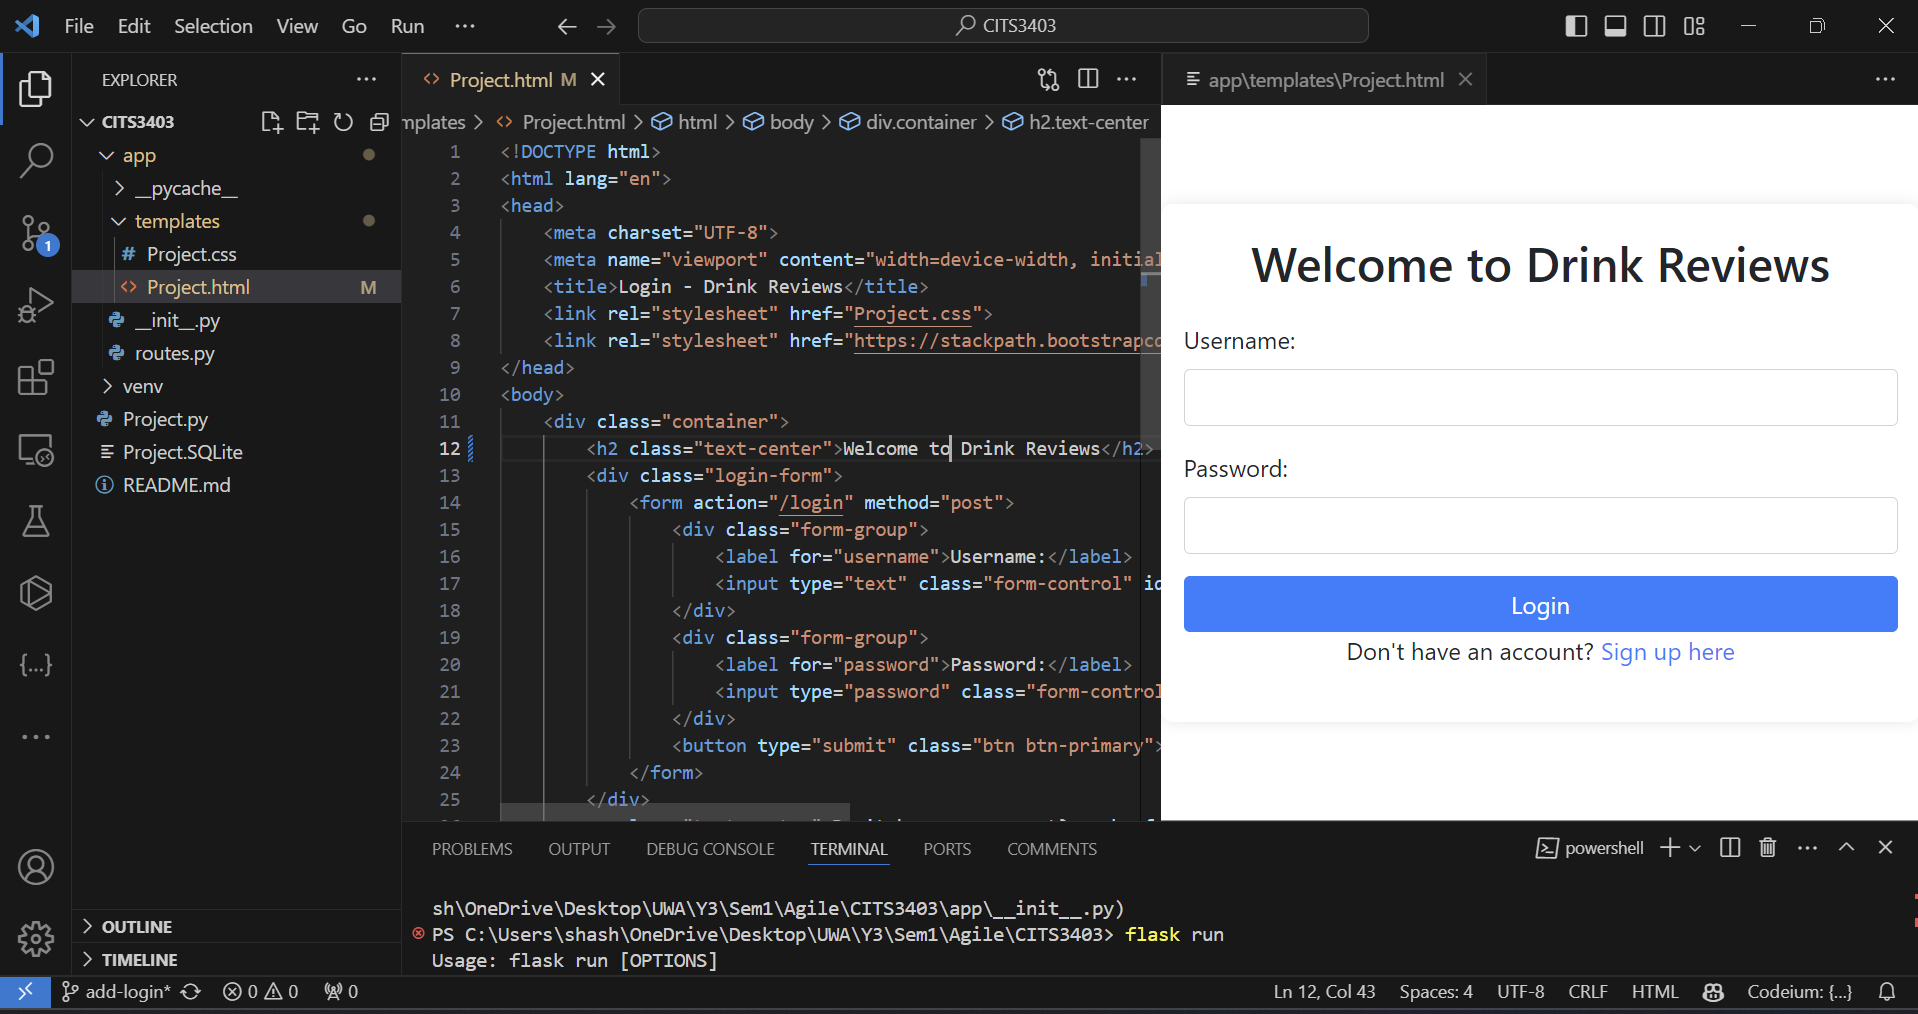 File Edit Selection View Go Run ··· CITS3403
EXPLORER ···
CITS3403
app
__pycache__
templates
# Project.css
<> Project.html M
__init__.py
routes.py
venv
Project.py
Project.SQLite
README.md
OUTLINE
TIMELINE
1
<> Project.html M
mplates > <> Project.html > html > body > div.container > h2.text-center
1 <!DOCTYPE html>
2 <html lang="en">
3 <head>
4 <meta charset="UTF-8">
5 <meta name="viewport" content="width=device-width, initial
6 <title>Login - Drink Reviews</title>
7 <link rel="stylesheet" href="Project.css">
8 <link rel="stylesheet" href="https://stackpath.bootstrapcd
9 </head>
10 <body>
11 <div class="container">
12 <h2 class="text-center">Welcome to Drink Reviews</h2>
13 <div class="login-form">
14 <form action="/login" method="post">
15 <div class="form-group">
16 <label for="username">Username:</label>
17 <input type="text" class="form-control" id
18 </div>
19 <div class="form-group">
20 <label for="password">Password:</label>
21 <input type="password" class="form-control
22 </div>
23 <button type="submit" class="btn btn-primary">
24 </form>
25 </div>
app\templates\Project.html
Welcome to Drink Reviews
Username:
Password:
Login
Don't have an account? Sign up here
PROBLEMS OUTPUT DEBUG CONSOLE TERMINAL PORTS COMMENTS
powershell
sh\OneDrive\Desktop\UWA\Y3\Sem1\Agile\CITS3403\app\__init__.py)
PS C:\Users\shash\OneDrive\Desktop\UWA\Y3\Sem1\Agile\CITS3403> flask run
Usage: flask run [OPTIONS]
add-login* 0 0 0 Ln 12, Col 43 Spaces: 4 UTF-8 CRLF HTML Codeium: {...}